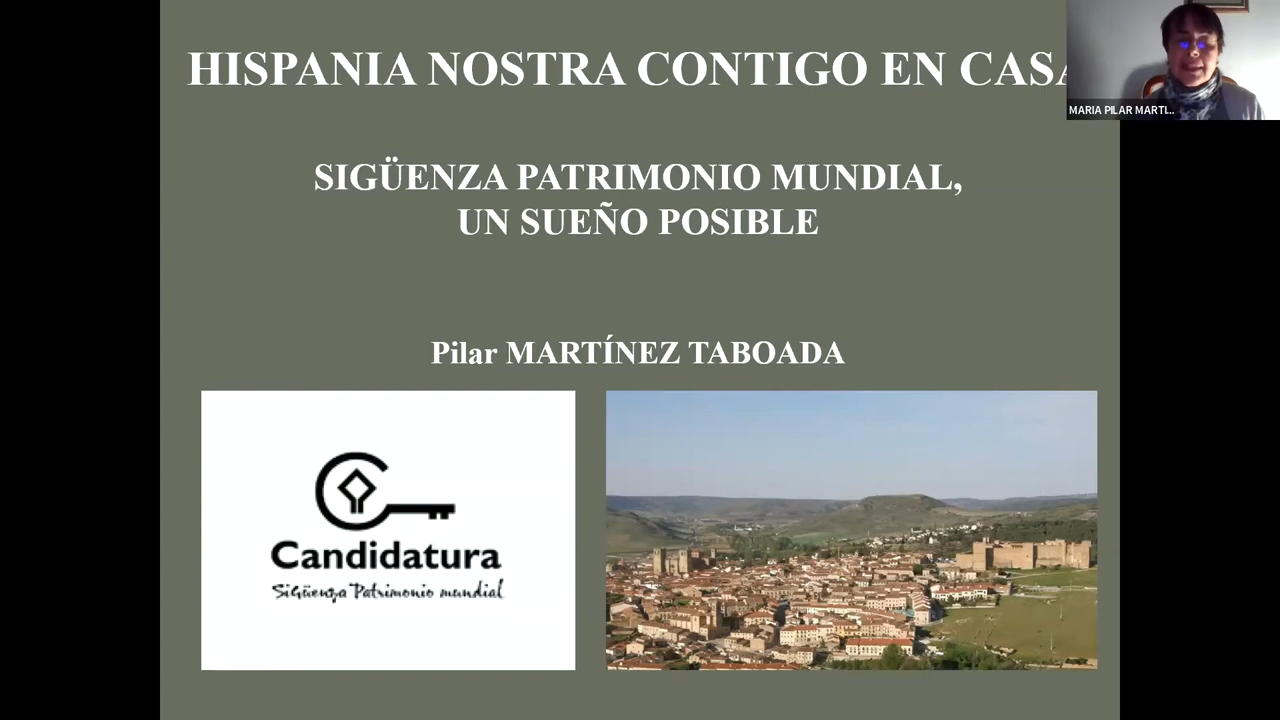 HISPANIA NOSTRA CONTIGO EN CASA
MARIA PILAR MARTI...
SIGÜENZA PATRIMONIO MUNDIAL,
UN SUEÑO POSIBLE
Pilar MARTÍNEZ TABOADA
Candidatura
Sigüenza Patrimonio mundial